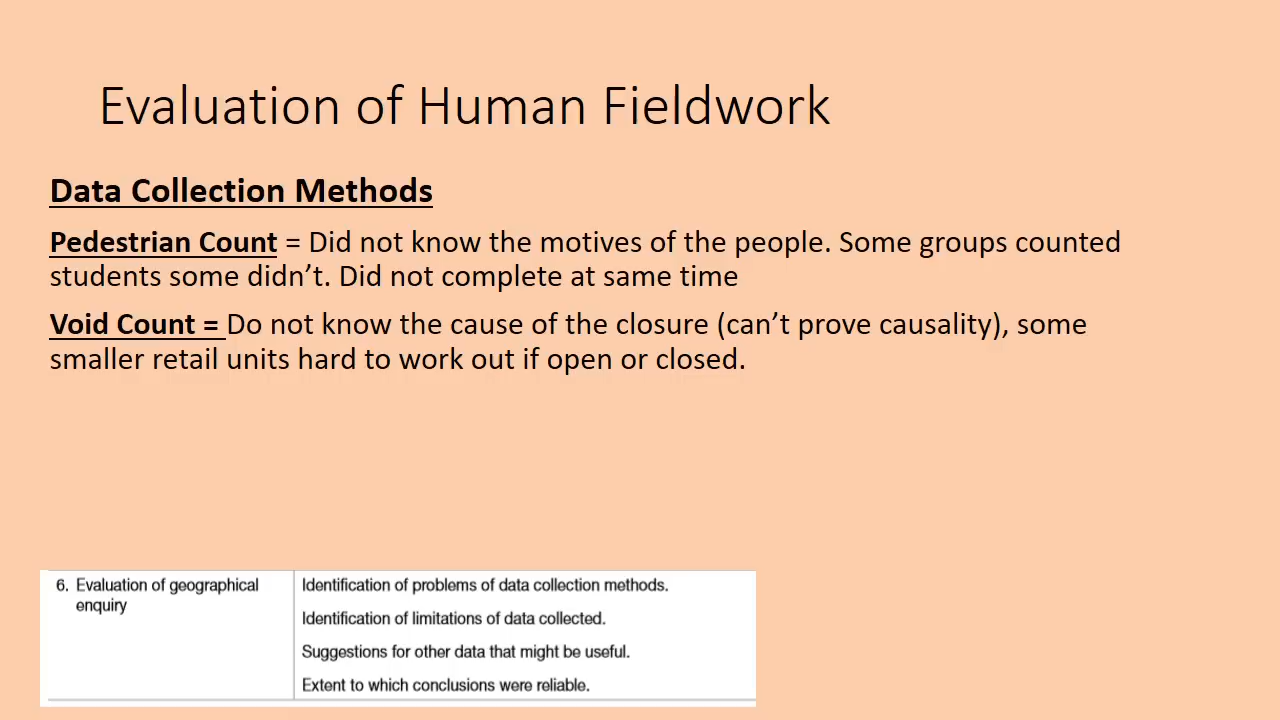 Evaluation of Human Fieldwork
Data Collection Methods
Pedestrian Count = Did not know the motives of the people. Some groups counted
students some didn’t. Did not complete at same time
Void Count = Do not know the cause of the closure (can’t prove causality), some
smaller retail units hard to work out if open or closed.
6. Evaluation of geographical
enquiry
Identification of problems of data collection methods.
Identification of limitations of data collected.
Suggestions for other data that might be useful.
Extent to which conclusions were reliable.